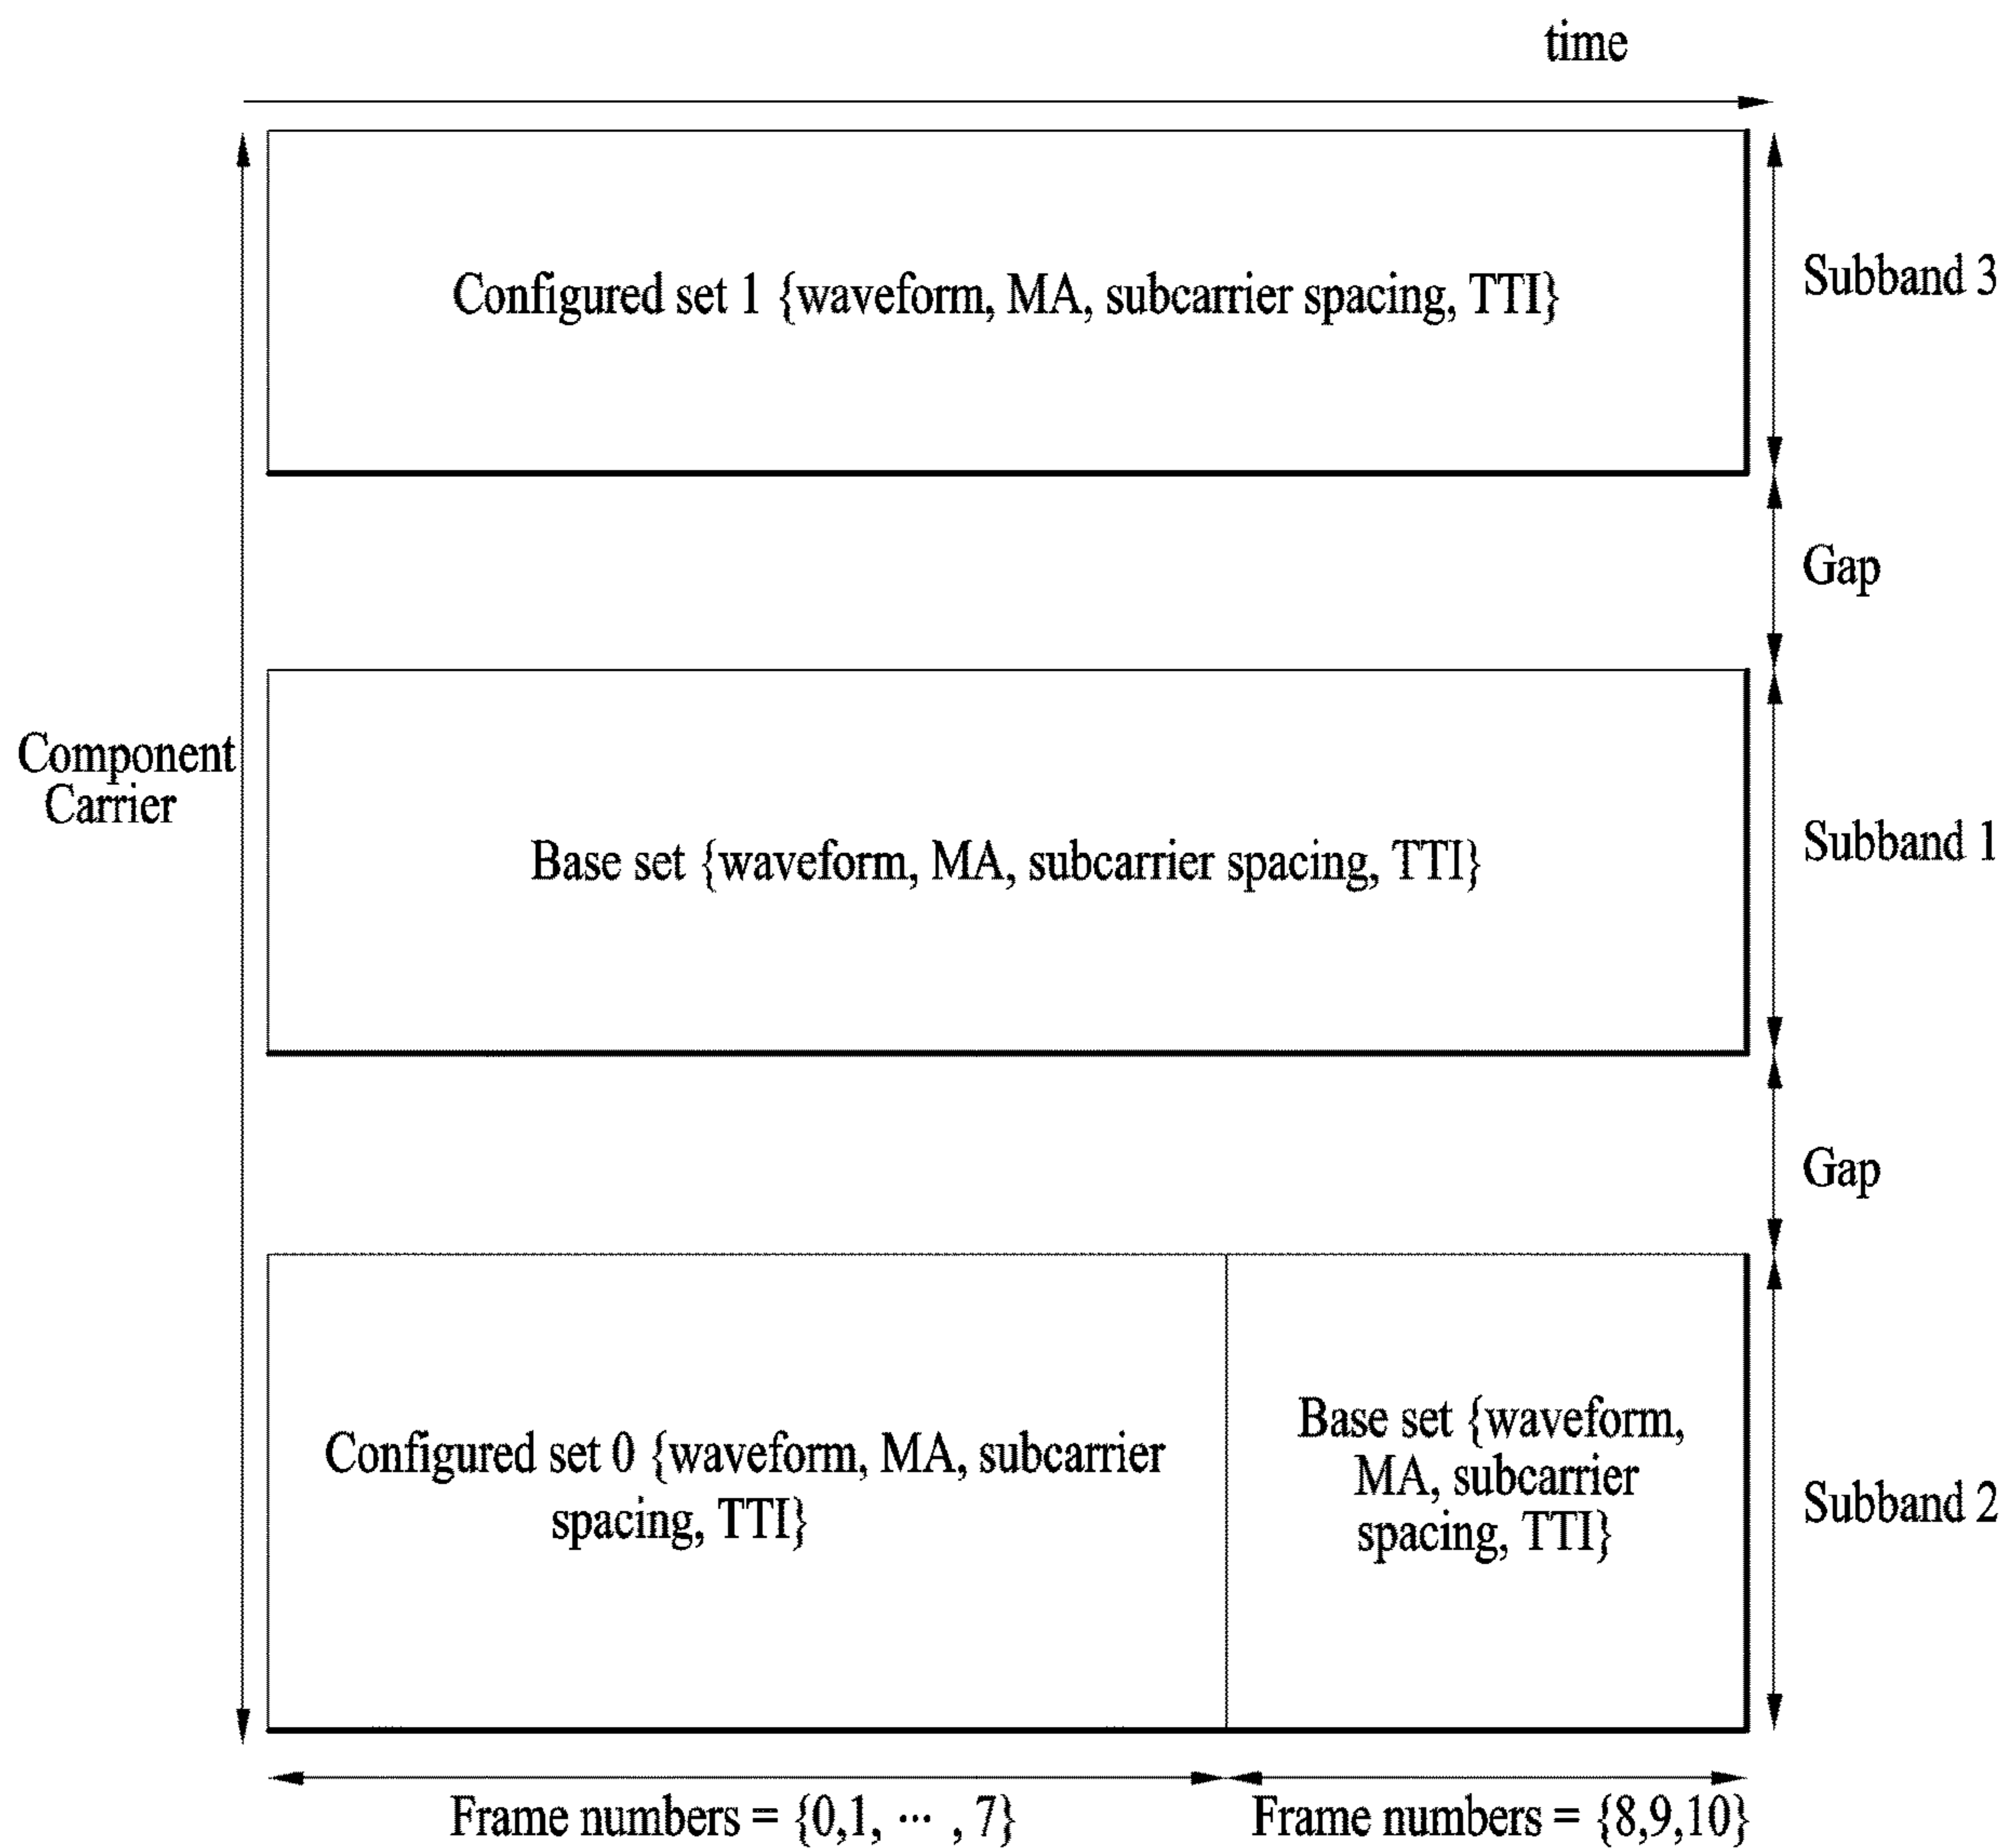 time
Configured set 1 {waveform, MA, subcarrier spacing, TTI}
Subband 3
Gap
Component
Carrier
Base set {waveform, MA, subcarrier spacing, TTI}
Subband 1
Gap
Configured set 0 {waveform, MA, subcarrier
spacing, TTI}
Base set {waveform,
MA, subcarrier
spacing, TTI}
Subband 2
Frame numbers = {0,1, ··· , 7}
Frame numbers = {8,9,10}